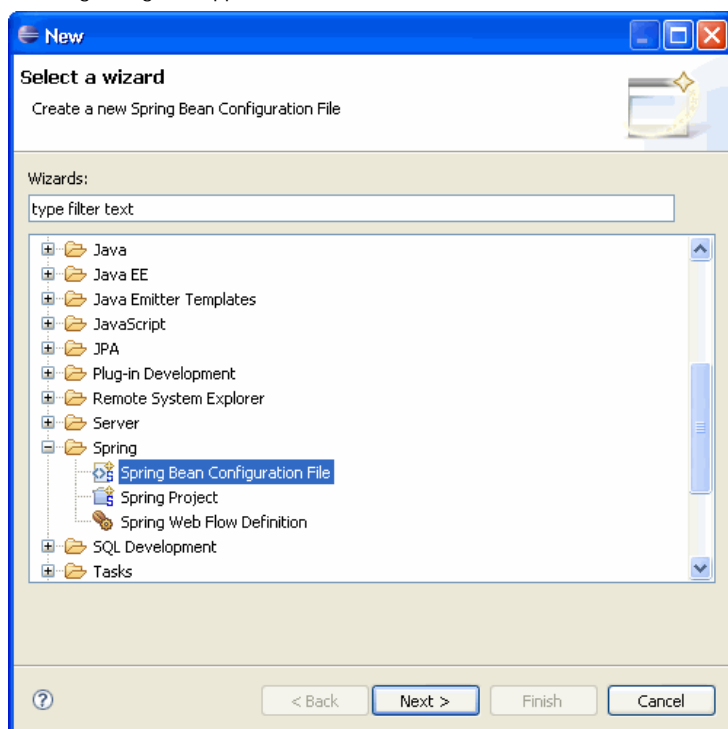 New
Select a wizard
Create a new Spring Bean Configuration File
Wizards:
type filter text
Java
Java EE
Java Emitter Templates
JavaScript
JPA
Plug-in Development
Remote System Explorer
Server
Spring
Spring Bean Configuration File
Spring Project
Spring Web Flow Definition
SQL Development
Tasks
< Back Next > Finish Cancel